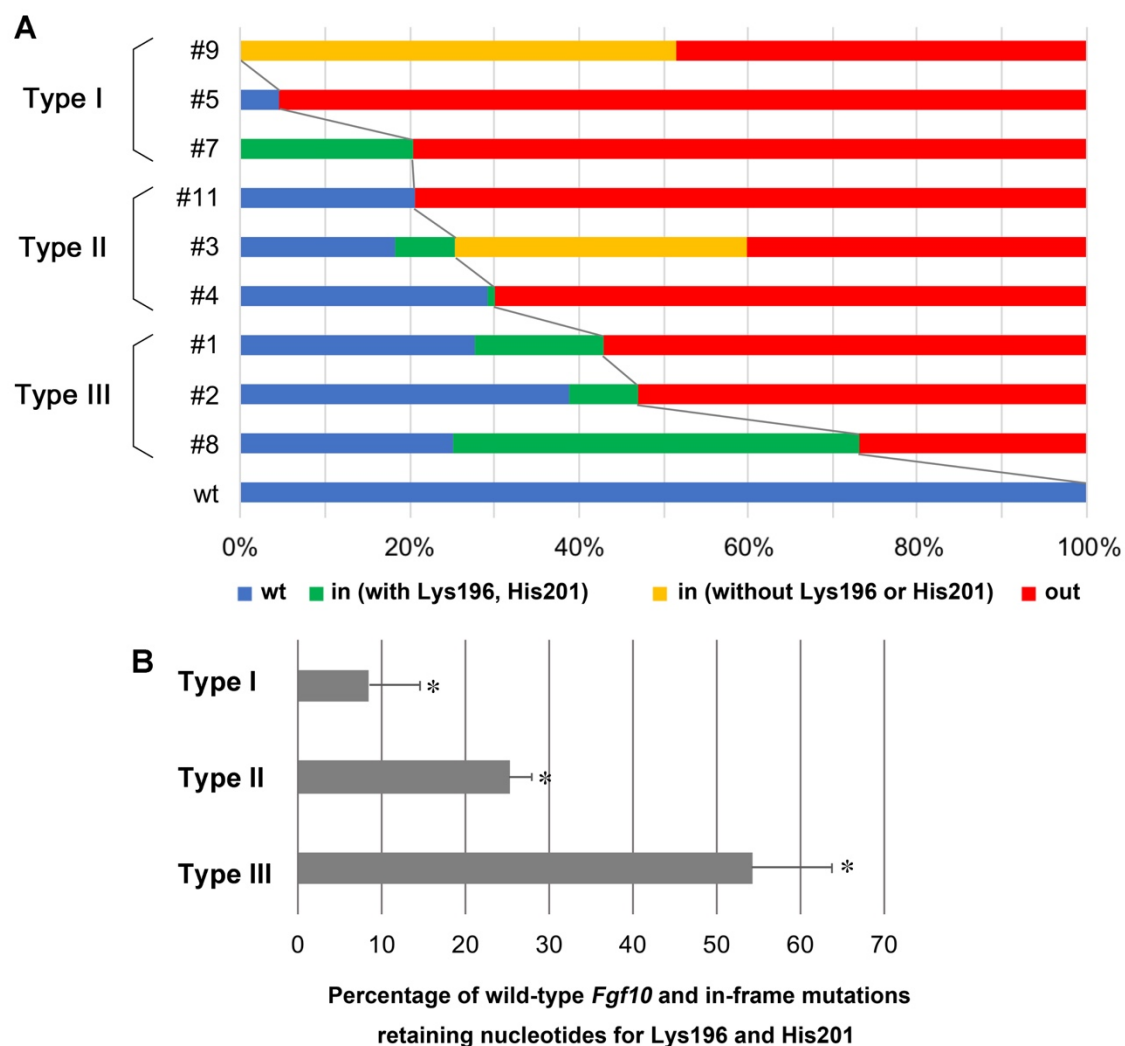 A
Type I
#9
#5
#7
Type II
#11
#3
#4
Type III
#1
#2
#8
wt
0% 20% 40% 60% 80% 100%
wt in (with Lys196, His201) in (without Lys196 or His201) out
B
Type I *
Type II *
Type III *
0 10 20 30 40 50 60 70
Percentage of wild-type Fgf10 and in-frame mutations
retaining nucleotides for Lys196 and His201